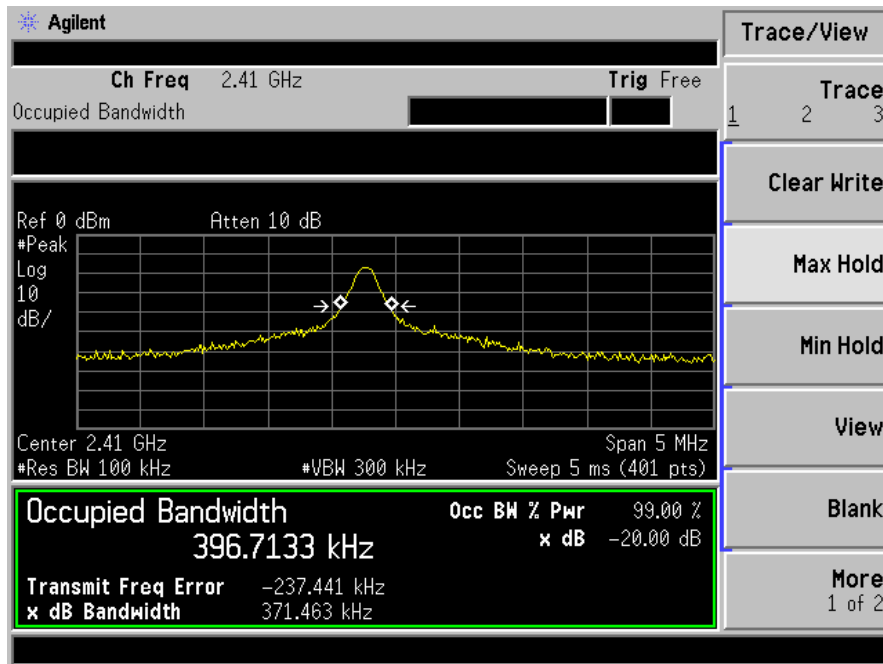 Agilent
Ch Freq 2.41 GHz Trig Free
Occupied Bandwidth
Ref 0 dBm Atten 10 dB
#Peak
Log
10
dB/
Center 2.41 GHz Span 5 MHz
#Res BW 100 kHz #VBW 300 kHz Sweep 5 ms (401 pts)
Occupied Bandwidth
396.7133 kHz
Occ BW % Pwr 99.00 %
x dB -20.00 dB
Transmit Freq Error -237.441 kHz
x dB Bandwidth 371.463 kHz
Trace/View
Trace
1 2 3
Clear Write
Max Hold
Min Hold
View
Blank
More
1 of 2